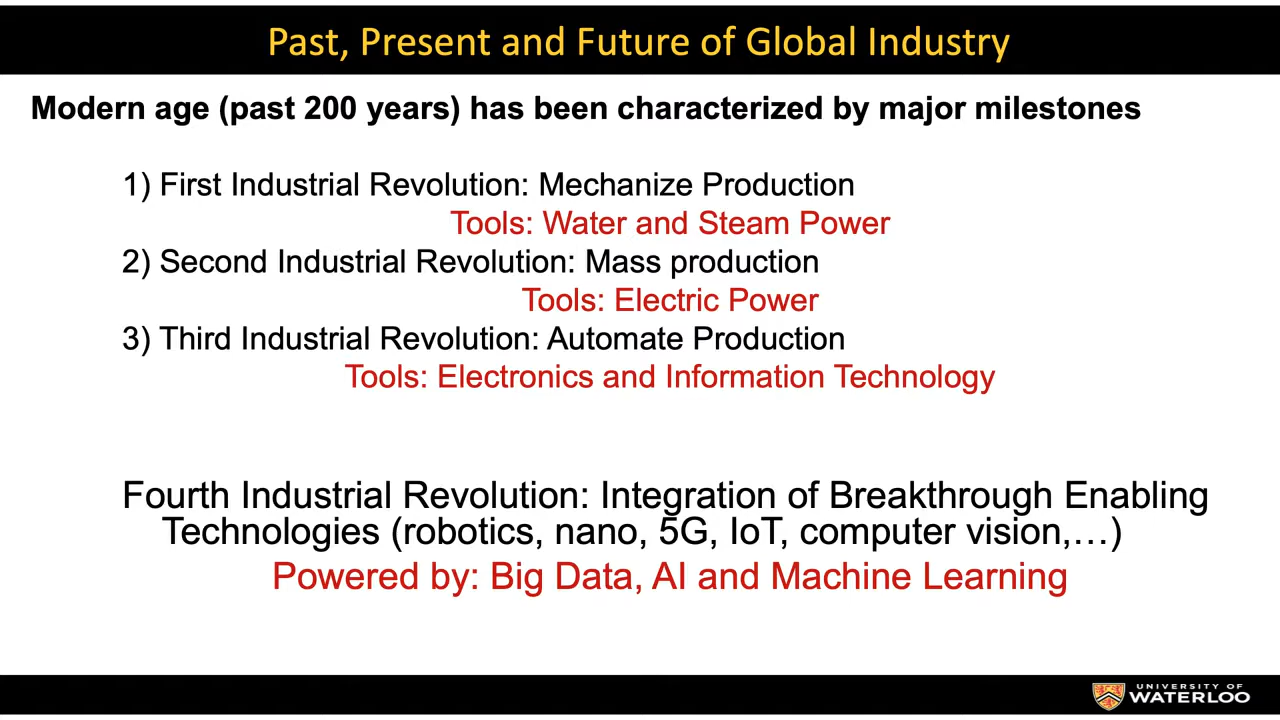 Past, Present and Future of Global Industry
Modern age (past 200 years) has been characterized by major milestones
1) First Industrial Revolution: Mechanize Production
Tools: Water and Steam Power
2) Second Industrial Revolution: Mass production
Tools: Electric Power
3) Third Industrial Revolution: Automate Production
Tools: Electronics and Information Technology
Fourth Industrial Revolution: Integration of Breakthrough Enabling
Technologies (robotics, nano, 5G, IoT, computer vision,…)
Powered by: Big Data, AI and Machine Learning
UNIVERSITY OF
WATERLOO